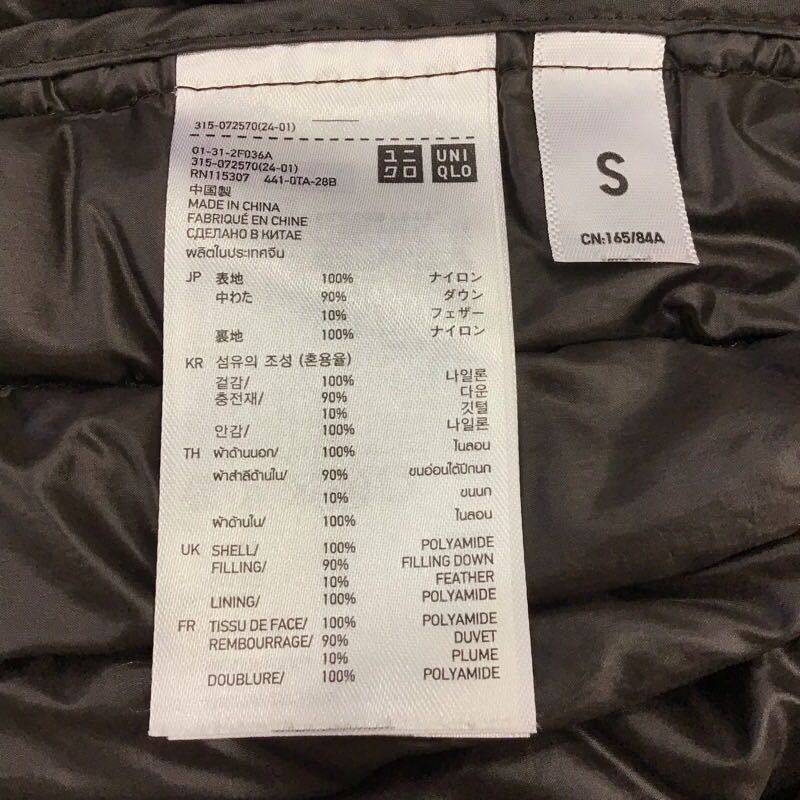 315-072570(24-01)
01-31-2F036A
315-072570(24-01)
RN115307 441-0TA-28B
ユニクロ
UNIQLO
中国製
MADE IN CHINA
FABRIQUÉ EN CHINE
СДЕЛАНО В КИТАЕ
ผลิตในประเทศจีน
JP 表地 100% ナイロン
中わた 90% ダウン
10% フェザー
裏地 100% ナイロン
KR 섬유의 조성 (혼용율)
겉감/ 100% 나일론
충전재/ 90% 다운
10% 깃털
안감/ 100% 나일론
TH ผ้าด้านนอก/ 100% ไนลอน
ผ้าสำลีด้านใน/ 90% ขนอ่อนใต้ปีกนก
10% ขนนก
ผ้าด้านใน/ 100% ไนลอน
UK SHELL/ 100% POLYAMIDE
FILLING/ 90% FILLING DOWN
10% FEATHER
LINING/ 100% POLYAMIDE
FR TISSU DE FACE/ 100% POLYAMIDE
REMBOURRAGE/ 90% DUVET
10% PLUME
DOUBLURE/ 100% POLYAMIDE
S
CN:165/84A